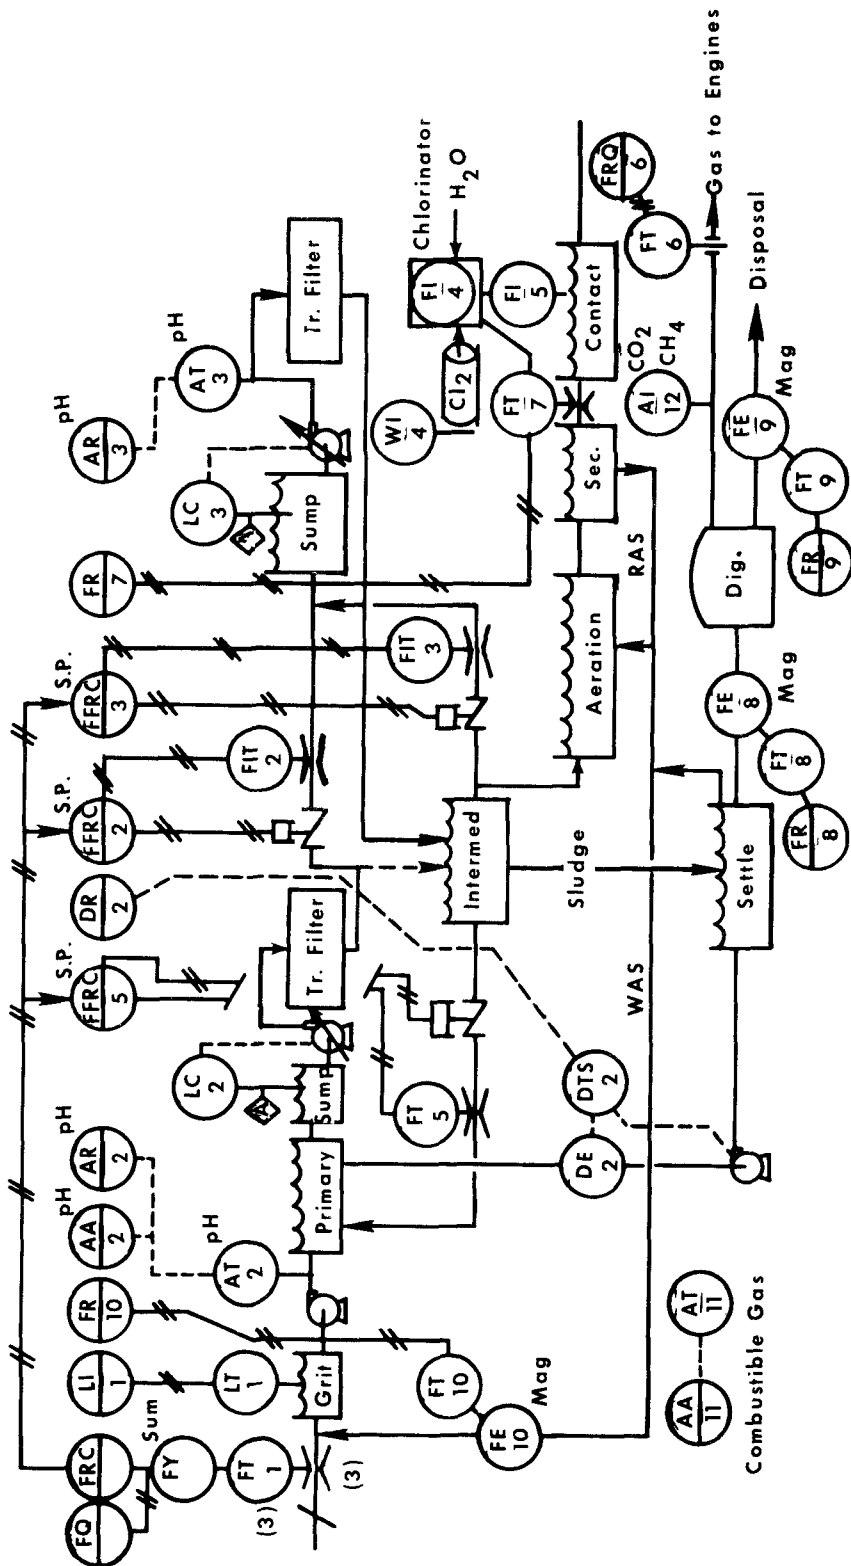 FQ
FRC
Sum
FY
FT
1
(3)
(3)
LI
1
LT
1
Grit
FR
10
FT
10
FE
10
Mag
pH
AA
2
pH
AR
2
pH
AT
2
Primary
LC
2
A
Sump
Tr. Filter
S.P.
FFRC
5
FT
5
DR
2
S.P.
FFRC
2
FIT
2
S.P.
FFRC
3
FIT
3
FR
7
LC
3
A
Sump
pH
AR
3
pH
AT
3
Tr. Filter
Intermed
Sludge
Aeration
Sec.
Contact
RAS
WAS
WI
4
Cl2
Chlorinator
FI
4
H2O
FI
5
FT
7
FRQ
6
FT
6
Gas to Engines
CO2
CH4
AI
12
DE
2
DTS
2
Settle
FE
8
Mag
FT
8
FR
8
Dig.
FE
9
Mag
FT
9
FR
9
Disposal
AA
11
AT
11
Combustible Gas